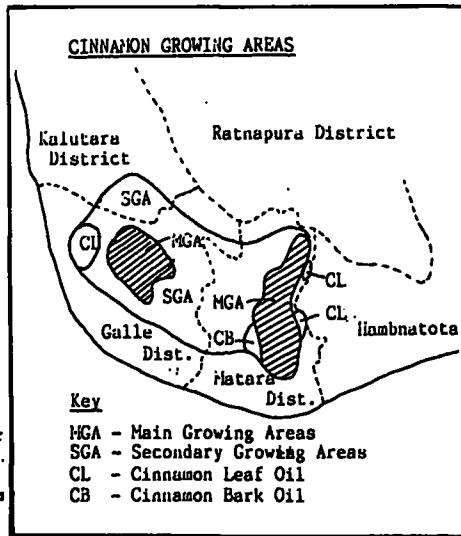 CINNAMON GROWING AREAS
Kalutara
District
Ratnapura District
SGA
CL
MGA
SGA
MGA
CL
CL
CB
Hambnatota
Galle
Dist.
Matara
Dist.
Key
MGA - Main Growing Areas
SGA - Secondary Growing Areas
CL - Cinnamon Leaf Oil
CB - Cinnamon Bark Oil